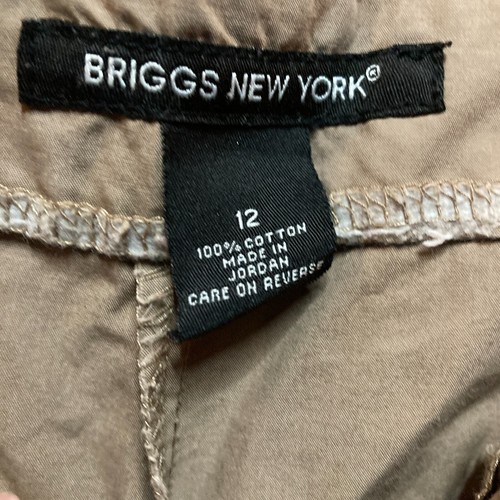 BRIGGS NEW YORK®
12
100% COTTON
MADE IN
JORDAN
CARE ON REVERSE